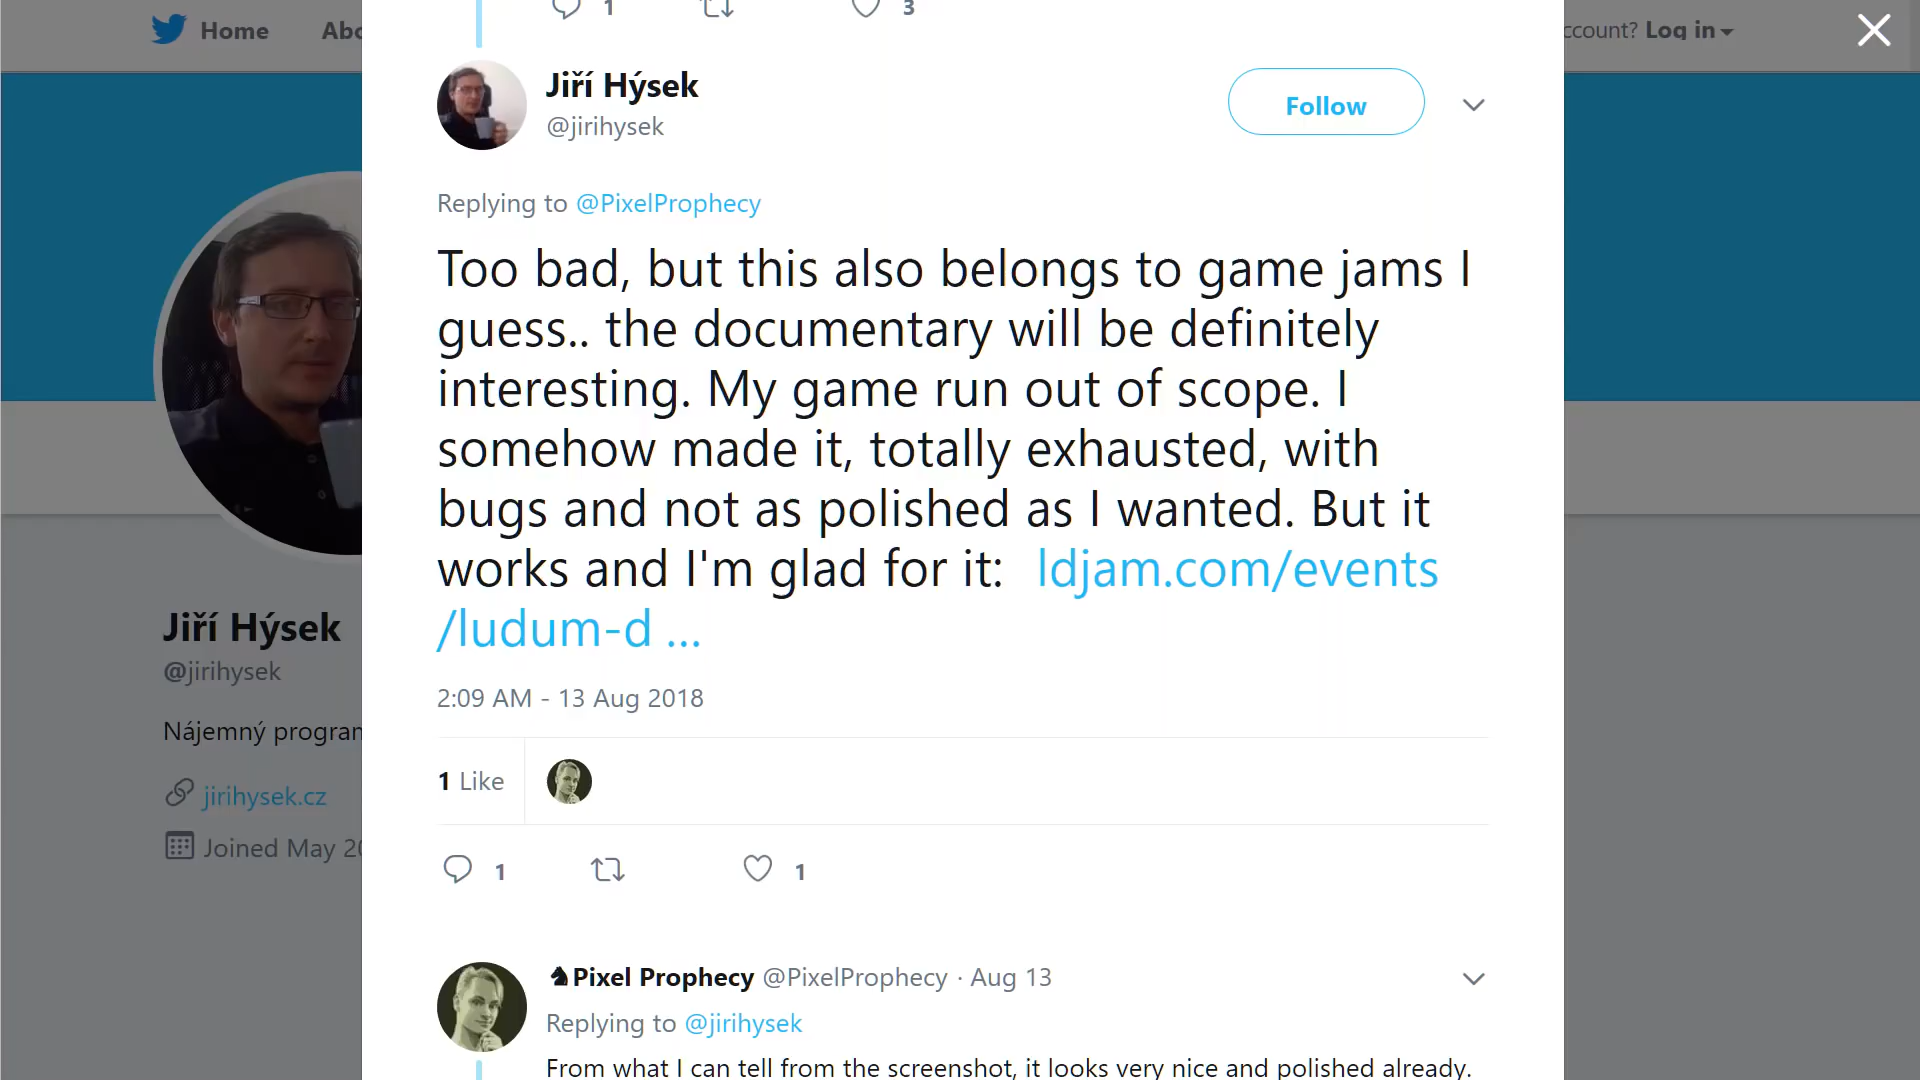 Home
Abo
ccount? Log in
1
3
Jiří Hýsek
@jirihysek
Follow
Replying to @PixelProphecy
Too bad, but this also belongs to game jams I
guess.. the documentary will be definitely
interesting. My game run out of scope. I
somehow made it, totally exhausted, with
bugs and not as polished as I wanted. But it
works and I'm glad for it: ldjam.com/events
/ludum-d ...
2:09 AM - 13 Aug 2018
1 Like
1
1
Jiří Hýsek
@jirihysek
Nájemný program
jirihysek.cz
Joined May 20
Pixel Prophecy @PixelProphecy · Aug 13
Replying to @jirihysek
From what I can tell from the screenshot, it looks very nice and polished already.